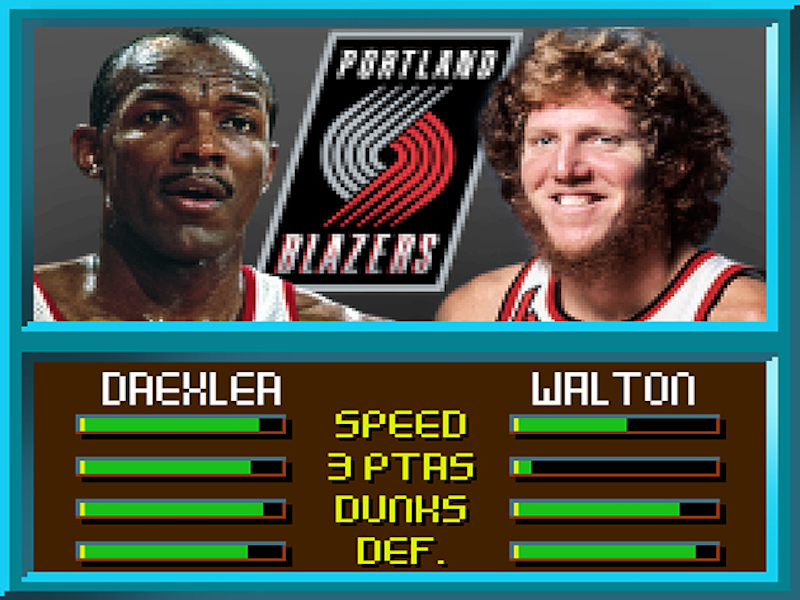 PORTLAND
BLAZERS
DREXLER WALTON
SPEED
3 PTRS
DUNKS
DEF.